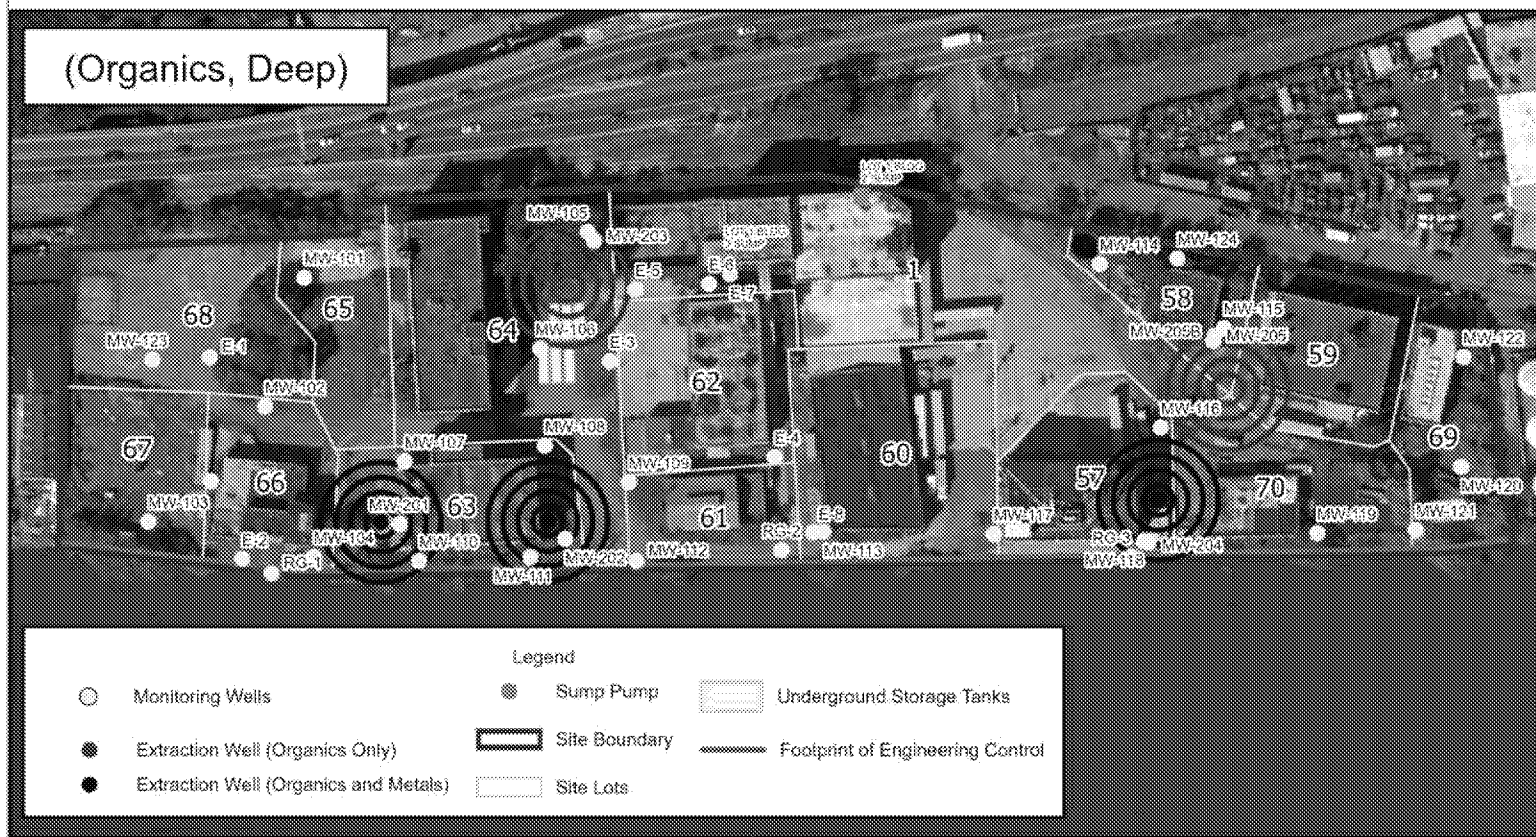 (Organics, Deep)
MW-105
MW-203
MW-114
MW-124
MW-101
E-5
E-6
E-7
1
68
65
64
58
MW-115
MW-123
E-1
MW-106
E-3
MW-205B
MW-205
59
MW-122
62
MW-102
MW-116
MW-107
MW-108
E-4
67
66
63
MW-109
60
57
70
69
MW-103
MW-201
61
MW-120
MW-104
MW-110
RG-2
E-8
MW-117
RG-3
MW-204
MW-119
MW-121
E-2
RG-1
MW-111
MW-202
MW-112
MW-113
MW-118
Legend
Monitoring Wells
Extraction Well (Organics Only)
Extraction Well (Organics and Metals)
Sump Pump
Site Boundary
Site Lots
Underground Storage Tanks
Footprint of Engineering Control